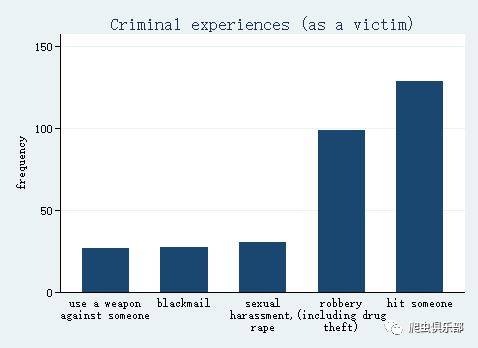 Criminal experiences (as a victim)
150
100
50
0
frequency
use a weapon
against someone
blackmail
sexual
harassment,
rape
robbery
(including drug
theft)
hit someone
爬虫俱乐部